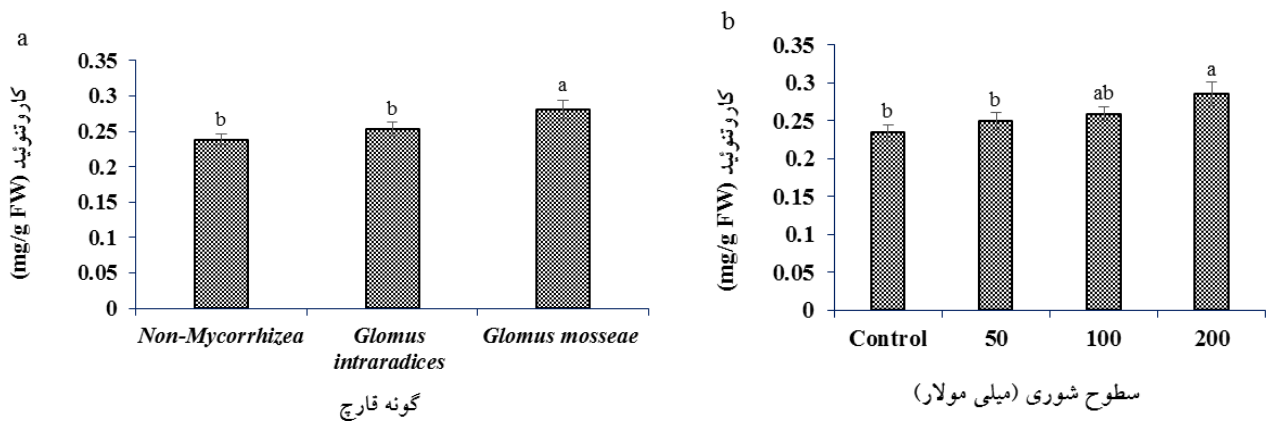 a
0.35
0.3
0.25
0.2
0.15
0.1
0.05
0
کاروتنوئید (mg/g FW)
b
b
a
Non-Mycorrhizea
Glomus intraradices
Glomus mosseae
گونه قارچ
b
0.35
0.3
0.25
0.2
0.15
0.1
0.05
0
کاروتنوئید (mg/g FW)
b
b
ab
a
Control
50
100
200
سطوح شوری (میلی مولار)